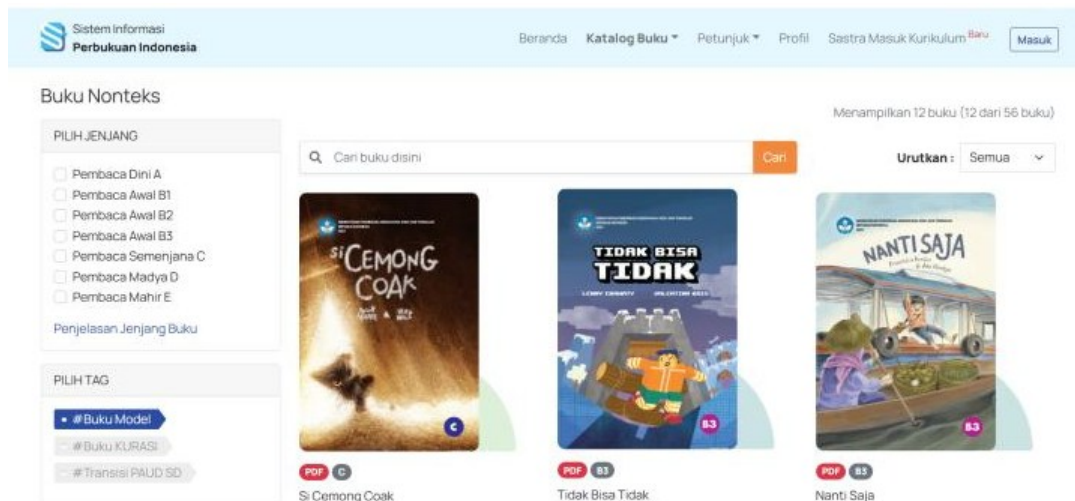 Sistem Informasi
Perbukuan Indonesia
Beranda Katalog Buku Petunjuk Profil Sastra Masuk Kurikulum Baru Masuk
Buku Nonteks
Menampilkan 12 buku (12 dari 56 buku)
PILIH JENJANG
Cari buku disini
Cari
Urutkan : Semua
Pembaca Dini A
Pembaca Awal B1
Pembaca Awal B2
Pembaca Awal B3
Pembaca Semenjana C
Pembaca Madya D
Pembaca Mahir E
Penjelasan Jenjang Buku
PILIH TAG
#Buku Model
#Buku KURASI
#Transisi PAUD SD
SI CEMONG
COAK
C
PDF C
Si Cemong Coak
TIDAK BISA
TIDAK
B3
PDF B3
Tidak Bisa Tidak
NANTI SAJA
B3
PDF B3
Nanti Saja